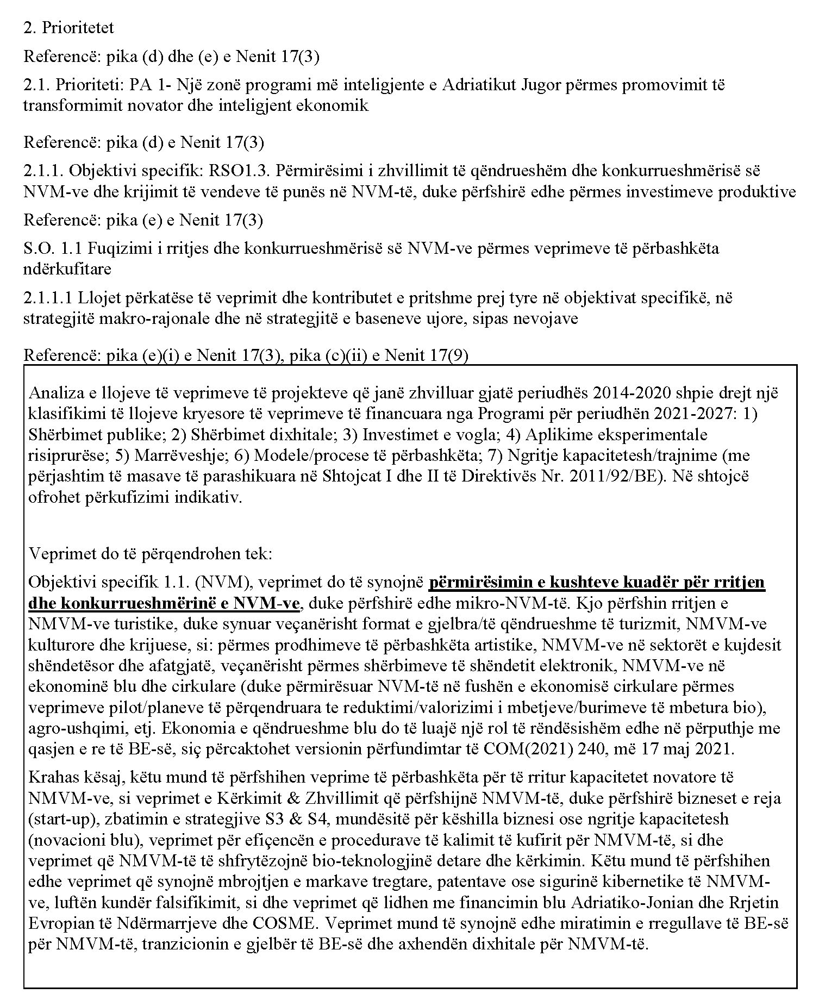 2. Prioritetet
Referencë: pika (d) dhe (e) e Nenit 17(3)
2.1. Prioriteti: PA 1- Një zonë programi më inteligjente e Adriatikut Jugor përmes promovimit të
transformimit novator dhe inteligjent ekonomik
Referencë: pika (d) e Nenit 17(3)
2.1.1. Objektivi specifik: RSO1.3. Përmirësimi i zhvillimit të qëndrueshëm dhe konkurrueshmërisë së
NVM-ve dhe krijimit të vendeve të punës në NVM-të, duke përfshirë edhe përmes investimeve produktive
Referencë: pika (e) e Nenit 17(3)
S.O. 1.1 Fuqizimi i rritjes dhe konkurrueshmërisë së NVM-ve përmes veprimeve të përbashkëta
ndërkufitare
2.1.1.1 Llojet përkatëse të veprimit dhe kontributet e pritshme prej tyre në objektivat specifikë, në
strategjitë makro-rajonale dhe në strategjitë e baseneve ujore, sipas nevojave
Referencë: pika (e)(i) e Nenit 17(3), pika (c)(ii) e Nenit 17(9)
Analiza e llojeve të veprimeve të projekteve që janë zhvilluar gjatë periudhës 2014-2020 shpie drejt një
klasifikimi të llojeve kryesore të veprimeve të financuara nga Programi për periudhën 2021-2027: 1)
Shërbimet publike; 2) Shërbimet dixhitale; 3) Investimet e vogla; 4) Aplikime eksperimentale
risiprurëse; 5) Marrëveshje; 6) Modele/procese të përbashkëta; 7) Ngritje kapacitetesh/trajnime (me
përjashtim të masave të parashikuara në Shtojcat I dhe II të Direktivës Nr. 2011/92/BE). Në shtojcë
ofrohet përkufizimi indikativ.
Veprimet do të përqendrohen tek:
Objektivi specifik 1.1. (NVM), veprimet do të synojnë përmirësimin e kushteve kuadër për rritjen
dhe konkurrueshmërinë e NVM-ve, duke përfshirë edhe mikro-NVM-të. Kjo përfshin rritjen e
NMVM-ve turistike, duke synuar veçanërisht format e gjelbra/të qëndrueshme të turizmit, NMVM-ve
kulturore dhe krijuese, si: përmes prodhimeve të përbashkëta artistike, NMVM-ve në sektorët e kujdesit
shëndetësor dhe afatgjatë, veçanërisht përmes shërbimeve të shëndetit elektronik, NMVM-ve në
ekonominë blu dhe cirkulare (duke përmirësuar NVM-të në fushën e ekonomisë cirkulare përmes
veprimeve pilot/planeve të përqendruara te reduktimi/valorizimi i mbetjeve/burimeve të mbetura bio),
agro-ushqimi, etj. Ekonomia e qëndrueshme blu do të luajë një rol të rëndësishëm edhe në përputhje me
qasjen e re të BE-së, siç përcaktohet versionin përfundimtar të COM(2021) 240, më 17 maj 2021.
Krahas kësaj, këtu mund të përfshihen veprime të përbashkëta për të rritur kapacitetet novatore të
NMVM-ve, si veprimet e Kërkimit & Zhvillimit që përfshijnë NMVM-të, duke përfshirë bizneset e reja
(start-up), zbatimin e strategjive S3 & S4, mundësitë për këshilla biznesi ose ngritje kapacitetesh
(novacioni blu), veprimet për efiçencën e procedurave të kalimit të kufirit për NMVM-të, si dhe
veprimet që NMVM-të të shfrytëzojnë bio-teknologjinë detare dhe kërkimin. Këtu mund të përfshihen
edhe veprimet që synojnë mbrojtjen e markave tregtare, patentave ose sigurinë kibernetike të NMVM-
ve, luftën kundër falsifikimit, si dhe veprimet që lidhen me financimin blu Adriatiko-Jonian dhe Rrjetin
Evropian të Ndërmarrjeve dhe COSME. Veprimet mund të synojnë edhe miratimin e rregullave të BE-së
për NMVM-të, tranzicionin e gjelbër të BE-së dhe axhendën dixhitale për NMVM-të.